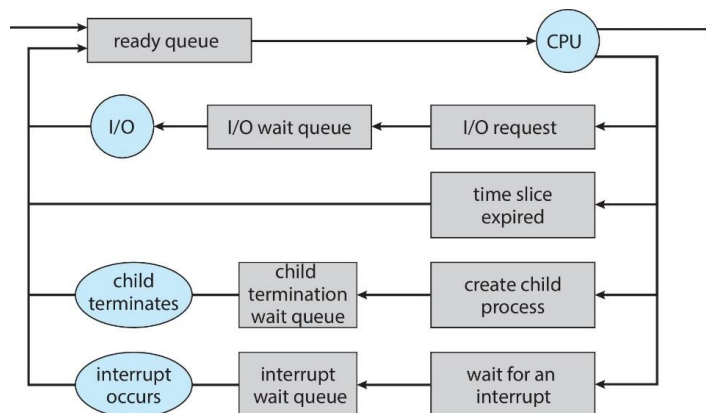 ready queue
CPU
I/O
I/O wait queue
I/O request
time slice
expired
child
terminates
child
termination
wait queue
create child
process
interrupt
occurs
interrupt
wait queue
wait for an
interrupt